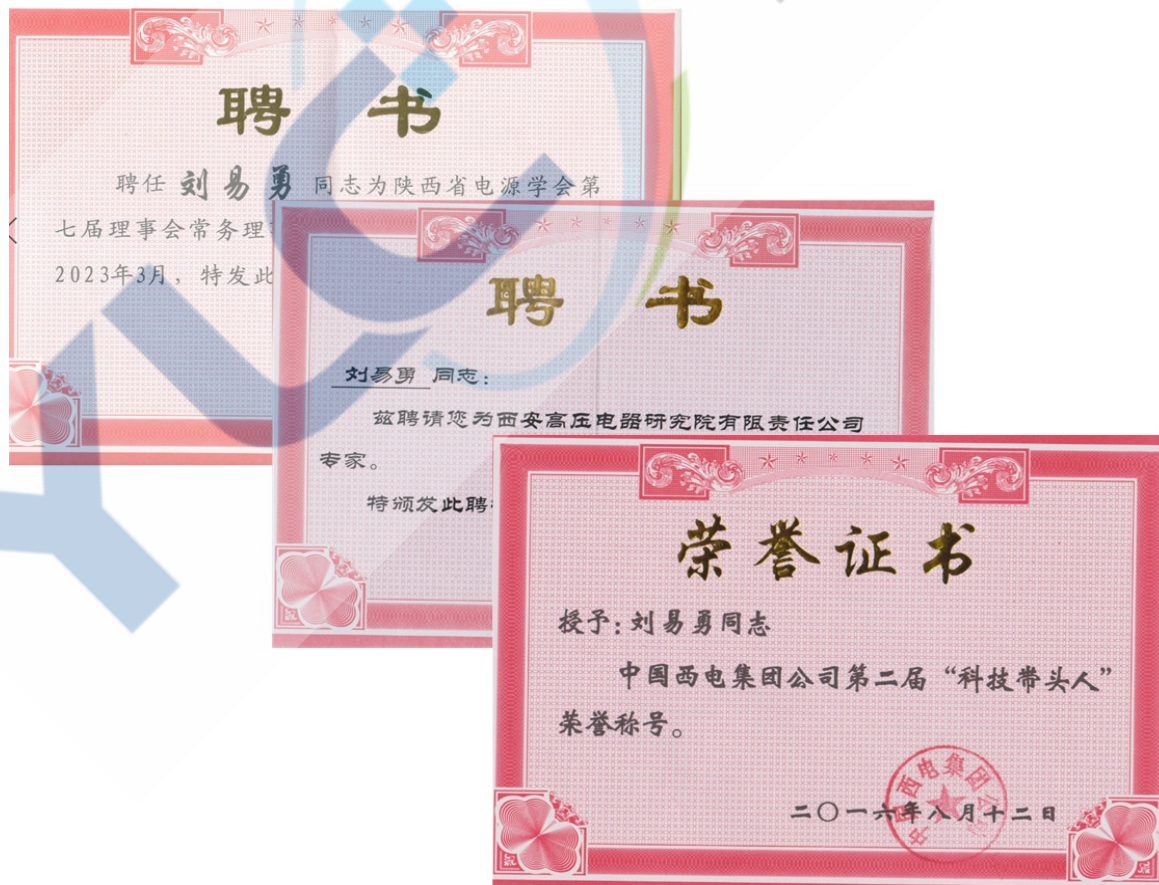 聘 书
聘任 刘易勇 同志为陕西省电源学会第
七届理事会常务理
2023年3月，特发此
聘 书
刘易勇 同志：
兹聘请您为西安高压电器研究院有限责任公司
专家。
特颁发此聘
荣誉证书
授予：刘易勇同志
中国西电集团公司第二届“科技带头人”
荣誉称号。
中国西电集团公司
二〇一六年八月十二日